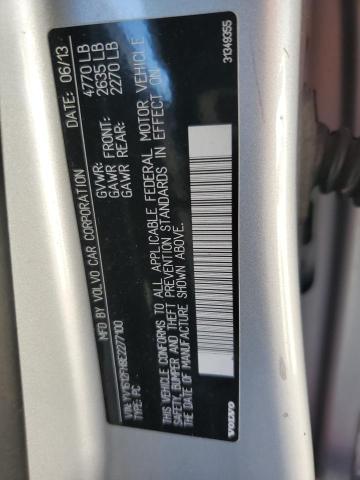 MFD BY VOLVO CAR CORPORATION DATE: 06/13
GVWR: 4770 LB
GAWR FRONT: 2635 LB
GAWR REAR: 2270 LB
TYPE: PC
THIS VEHICLE CONFORMS TO ALL APPLICABLE FEDERAL MOTOR VEHICLE
SAFETY, BUMPER AND THEFT PREVENTION STANDARDS IN EFFECT ON
THE DATE OF MANUFACTURE SHOWN ABOVE.
VOLVO
31349355